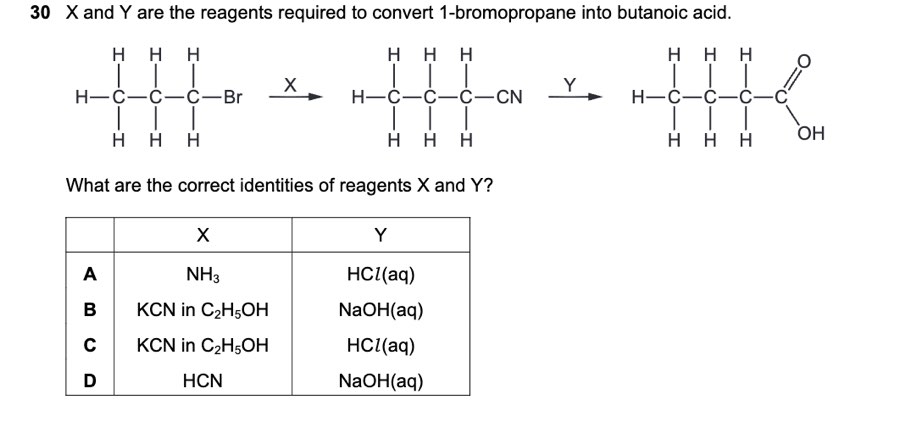 30 X and Y are the reagents required to convert 1-bromopropane into butanoic acid.
H H H
H–C–C–C–Br
H H H
X
H H H
H–C–C–C–CN
H H H
Y
H H H O
H–C–C–C–C
H H H OH
What are the correct identities of reagents X and Y?
X Y
A NH₃ HCl(aq)
B KCN in C₂H₅OH NaOH(aq)
C KCN in C₂H₅OH HCl(aq)
D HCN NaOH(aq)